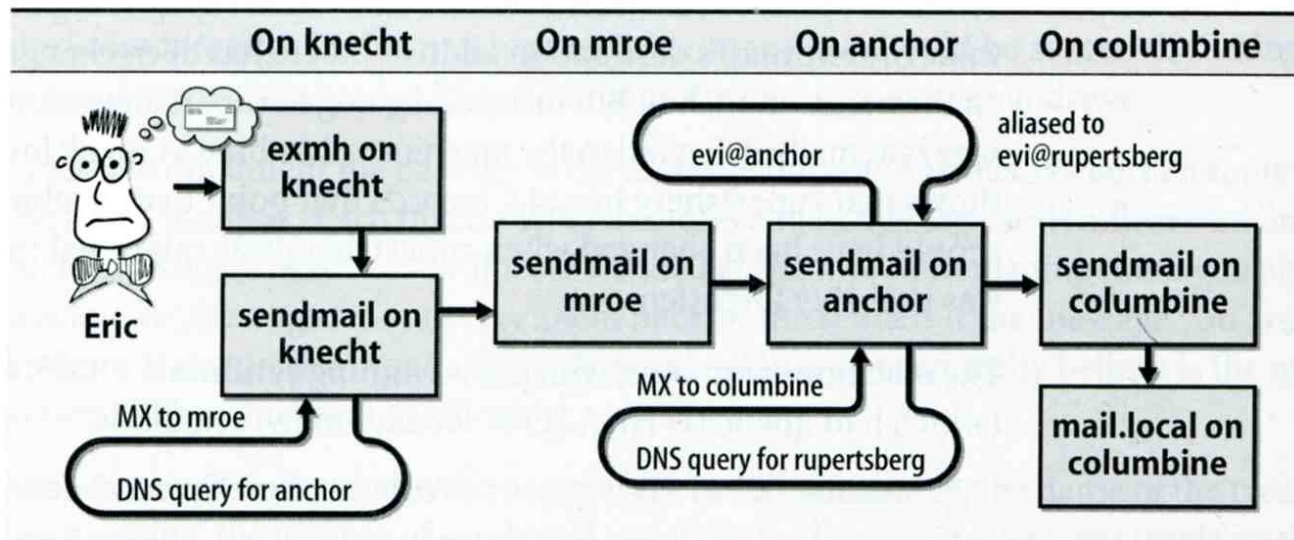 On knecht
On mroe
On anchor
On columbine
exmh on
knecht
Eric
sendmail on
knecht
MX to mroe
DNS query for anchor
sendmail on
mroe
evi@anchor
aliased to
evi@rupertsberg
sendmail on
anchor
MX to columbine
DNS query for rupertsberg
sendmail on
columbine
mail.local on
columbine